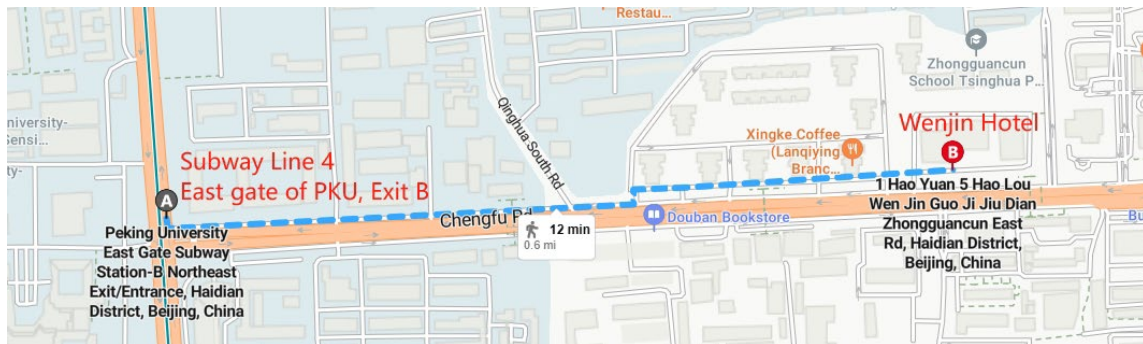 Restau...
Zhongguancun
School Tsinghua P...
niversity-
Sensi...
Qinghua South Rd
Xingke Coffee
(Lanqiying
Branc...
Wenjin Hotel
B
Subway Line 4
East gate of PKU, Exit B
A
1 Hao Yuan 5 Hao Lou
Wen Jin Guo Ji Jiu Dian
Zhongguancun East
Rd, Haidian District,
Beijing, China
Chengfu Rd
Douban Bookstore
Bu
12 min
0.6 mi
Peking University
East Gate Subway
Station-B Northeast
Exit/Entrance, Haidian
District, Beijing, China